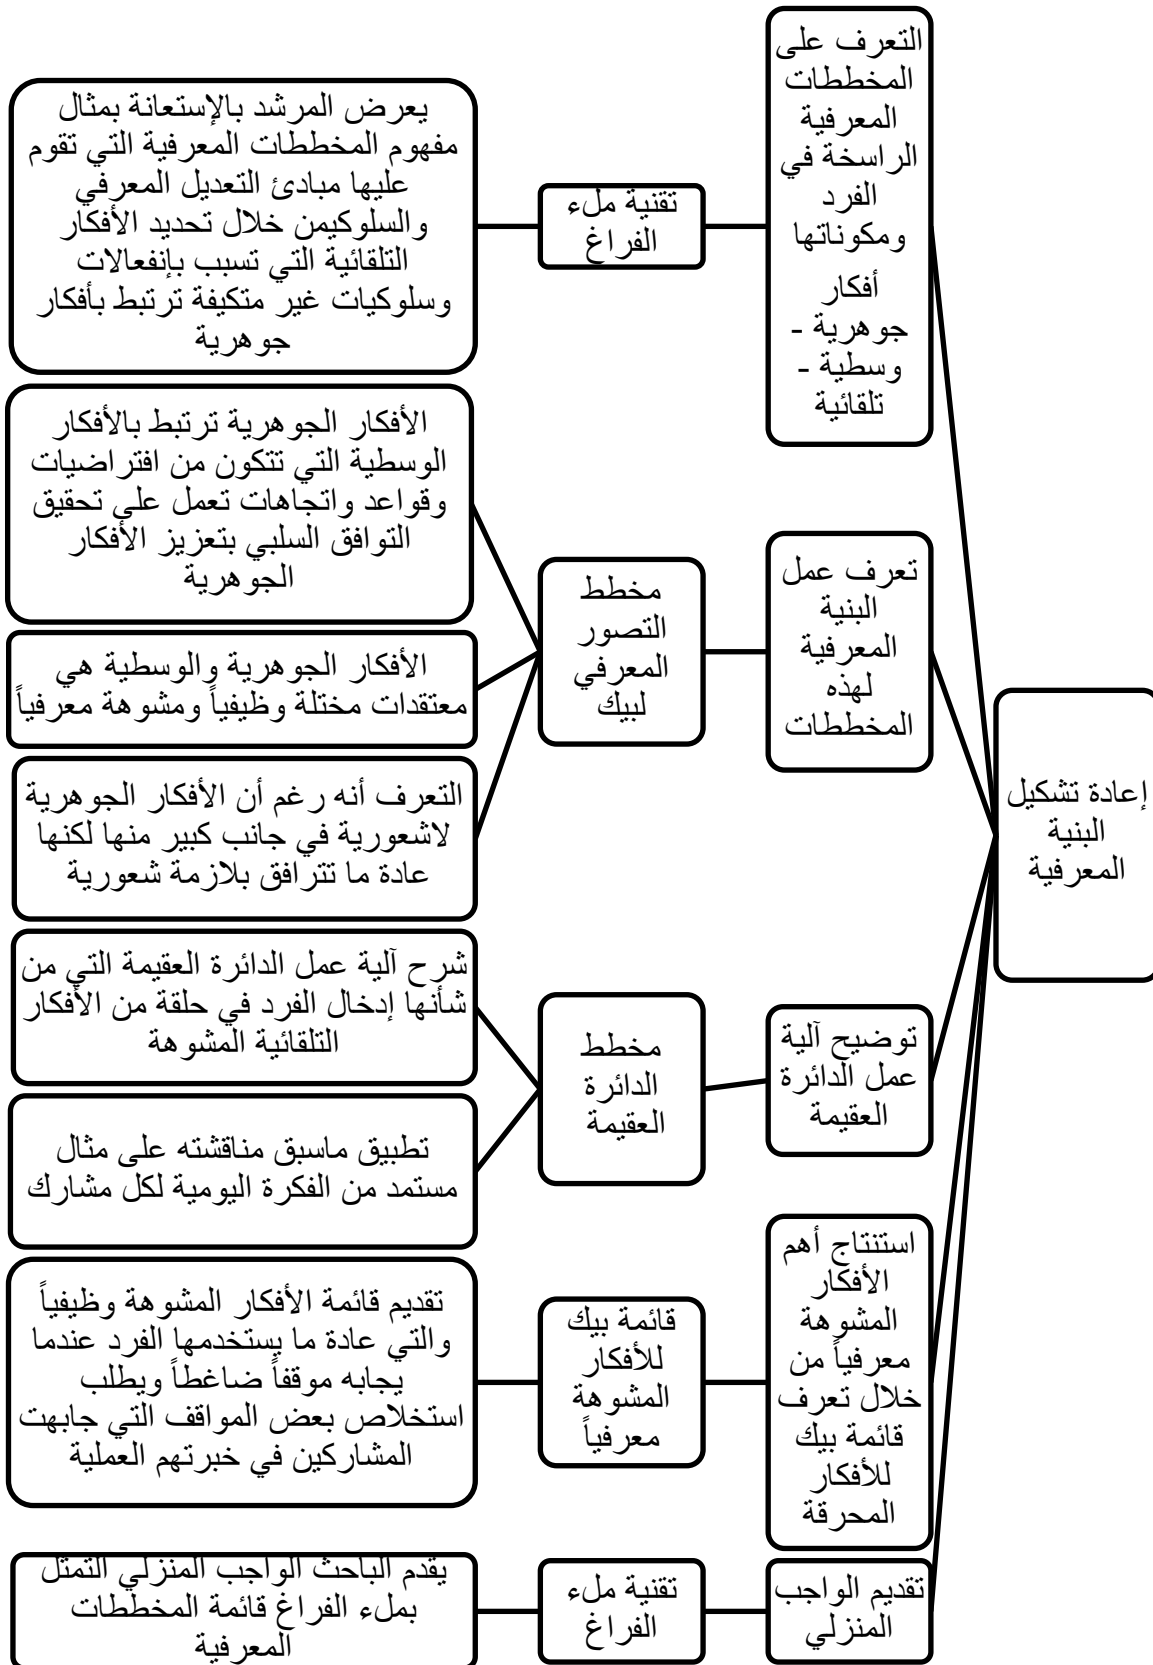 إعادة تشكيل
البنية
المعرفية
التعرف على
المخططات
المعرفية
الراسخة في
الفرد
ومكوناتها
أفكار
جوهرية -
وسطية -
تلقائية
تقنية ملء
الفراغ
يعرض المرشد بالإستعانة بمثال
مفهوم المخططات المعرفية التي تقوم
عليها مبادئ التعديل المعرفي
والسلوكيمن خلال تحديد الأفكار
التلقائية التي تسبب بإنفعالات
وسلوكيات غير متكيفة ترتبط بأفكار
جوهرية
تعرف عمل
البنية
المعرفية
لهذه
المخططات
مخطط
التصور
المعرفي
لبيك
الأفكار الجوهرية ترتبط بالأفكار
الوسطية التي تتكون من افتراضيات
وقواعد واتجاهات تعمل على تحقيق
التوافق السلبي بتعزيز الأفكار
الجوهرية
الأفكار الجوهرية والوسطية هي
معتقدات مختلة وظيفياً ومشوهة معرفياً
التعرف أنه رغم أن الأفكار الجوهرية
لاشعورية في جانب كبير منها لكنها
عادة ما تترافق بلازمة شعورية
توضيح آلية
عمل الدائرة
العقيمة
مخطط
الدائرة
العقيمة
شرح آلية عمل الدائرة العقيمة التي من
شأنها إدخال الفرد في حلقة من الأفكار
التلقائية المشوهة
تطبيق ماسبق مناقشته على مثال
مستمد من الفكرة اليومية لكل مشارك
استنتاج أهم
الأفكار
المشوهة
معرفياً من
خلال تعرف
قائمة بيك
للأفكار
المحرقة
قائمة بيك
للأفكار
المشوهة
معرفياً
تقديم قائمة الأفكار المشوهة وظيفياً
والتي عادة ما يستخدمها الفرد عندما
يجابه موقفاً ضاغطاً ويطلب
استخلاص بعض المواقف التي جابهت
المشاركين في خبرتهم العملية
تقديم الواجب
المنزلي
تقنية ملء
الفراغ
يقدم الباحث الواجب المنزلي التمثل
بملء الفراغ قائمة المخططات
المعرفية